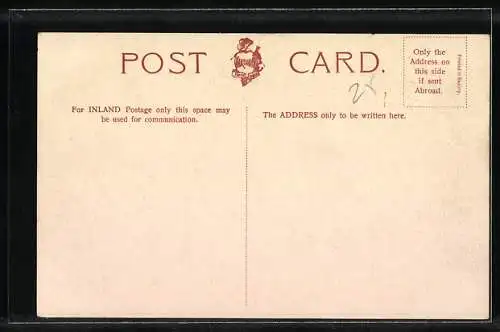 POST CARD.
Only the
Address on
this side
if sent
Abroad.
For INLAND Postage only this space may
be used for communication.
The ADDRESS only to be written here.